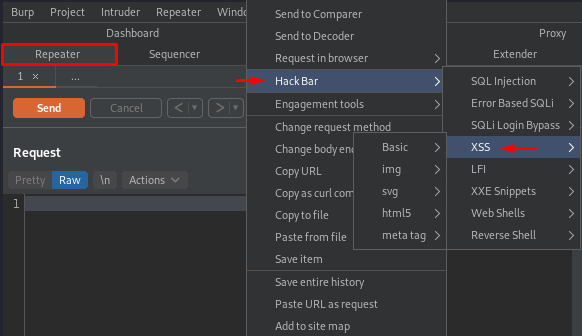 Burp Project Intruder Repeater Windo
Dashboard
Proxy
Repeater
Sequencer
Extender
1 ×
...
Send
Cancel
< >
Request
Pretty Raw \n Actions
1
Send to Comparer
Send to Decoder
Request in browser
Hack Bar
Engagement tools
Change request method
Change body enc
Copy URL
Copy as curl com
Copy to file
Paste from file
Save item
Save entire history
Paste URL as request
Add to site map
Basic
img
svg
html5
meta tag
SQL Injection
Error Based SQLi
SQLi Login Bypass
XSS
LFI
XXE Snippets
Web Shells
Reverse Shell